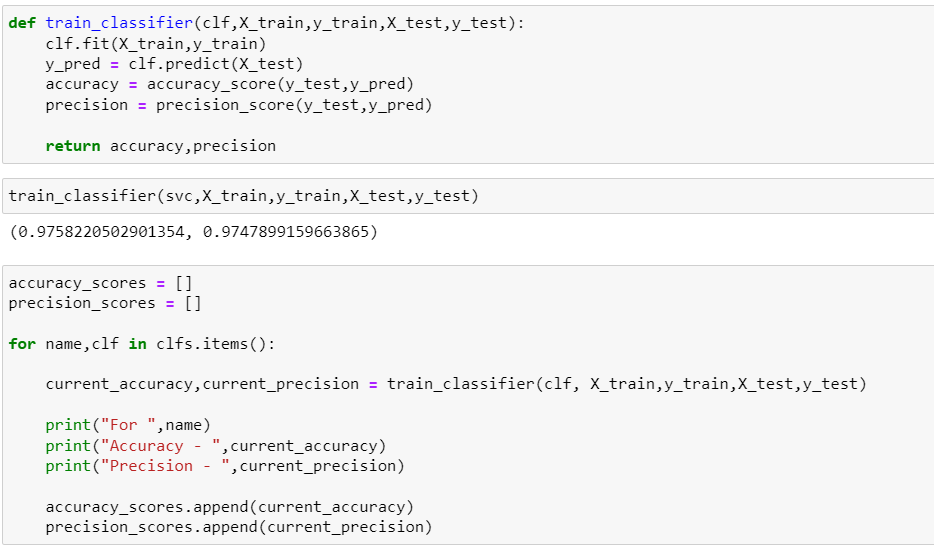 def train_classifier(clf,X_train,y_train,X_test,y_test):
    clf.fit(X_train,y_train)
    y_pred = clf.predict(X_test)
    accuracy = accuracy_score(y_test,y_pred)
    precision = precision_score(y_test,y_pred)
    return accuracy,precision
train_classifier(svc,X_train,y_train,X_test,y_test)
(0.9758220502901354, 0.9747899159663865)
accuracy_scores = []
precision_scores = []
for name,clf in clfs.items():
    current_accuracy,current_precision = train_classifier(clf, X_train,y_train,X_test,y_test)
    print("For ",name)
    print("Accuracy - ",current_accuracy)
    print("Precision - ",current_precision)
    accuracy_scores.append(current_accuracy)
    precision_scores.append(current_precision)